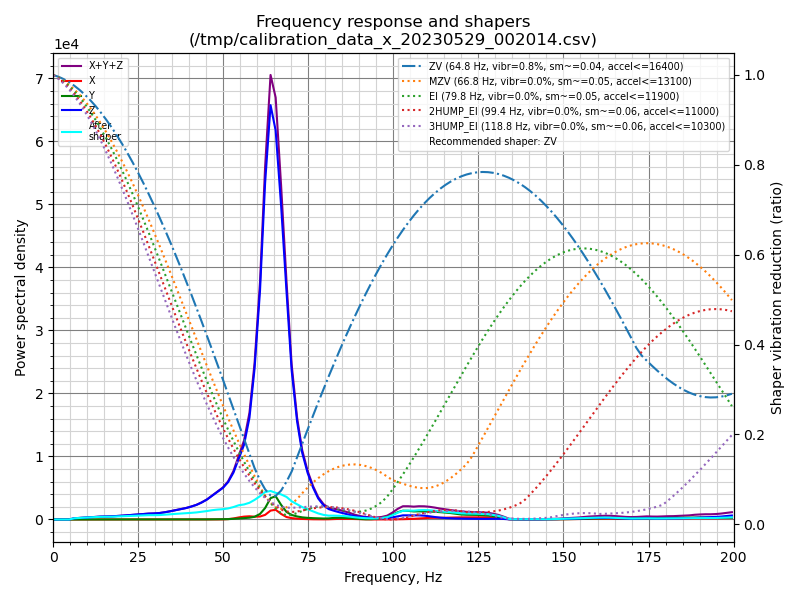 Frequency response and shapers
(/tmp/calibration_data_x_20230529_002014.csv)
1e4
X+Y+Z
X
Y
Z
After
shaper
ZV (64.8 Hz, vibr=0.8%, sm~=0.04, accel<=16400)
MZV (66.8 Hz, vibr=0.0%, sm~=0.05, accel<=13100)
EI (79.8 Hz, vibr=0.0%, sm~=0.05, accel<=11900)
2HUMP_EI (99.4 Hz, vibr=0.0%, sm~=0.06, accel<=11000)
3HUMP_EI (118.8 Hz, vibr=0.0%, sm~=0.06, accel<=10300)
Recommended shaper: ZV
Power spectral density
7
6
5
4
3
2
1
0
1.0
0.8
0.6
0.4
0.2
0.0
Shaper vibration reduction (ratio)
0 25 50 75 100 125 150 175 200
Frequency, Hz